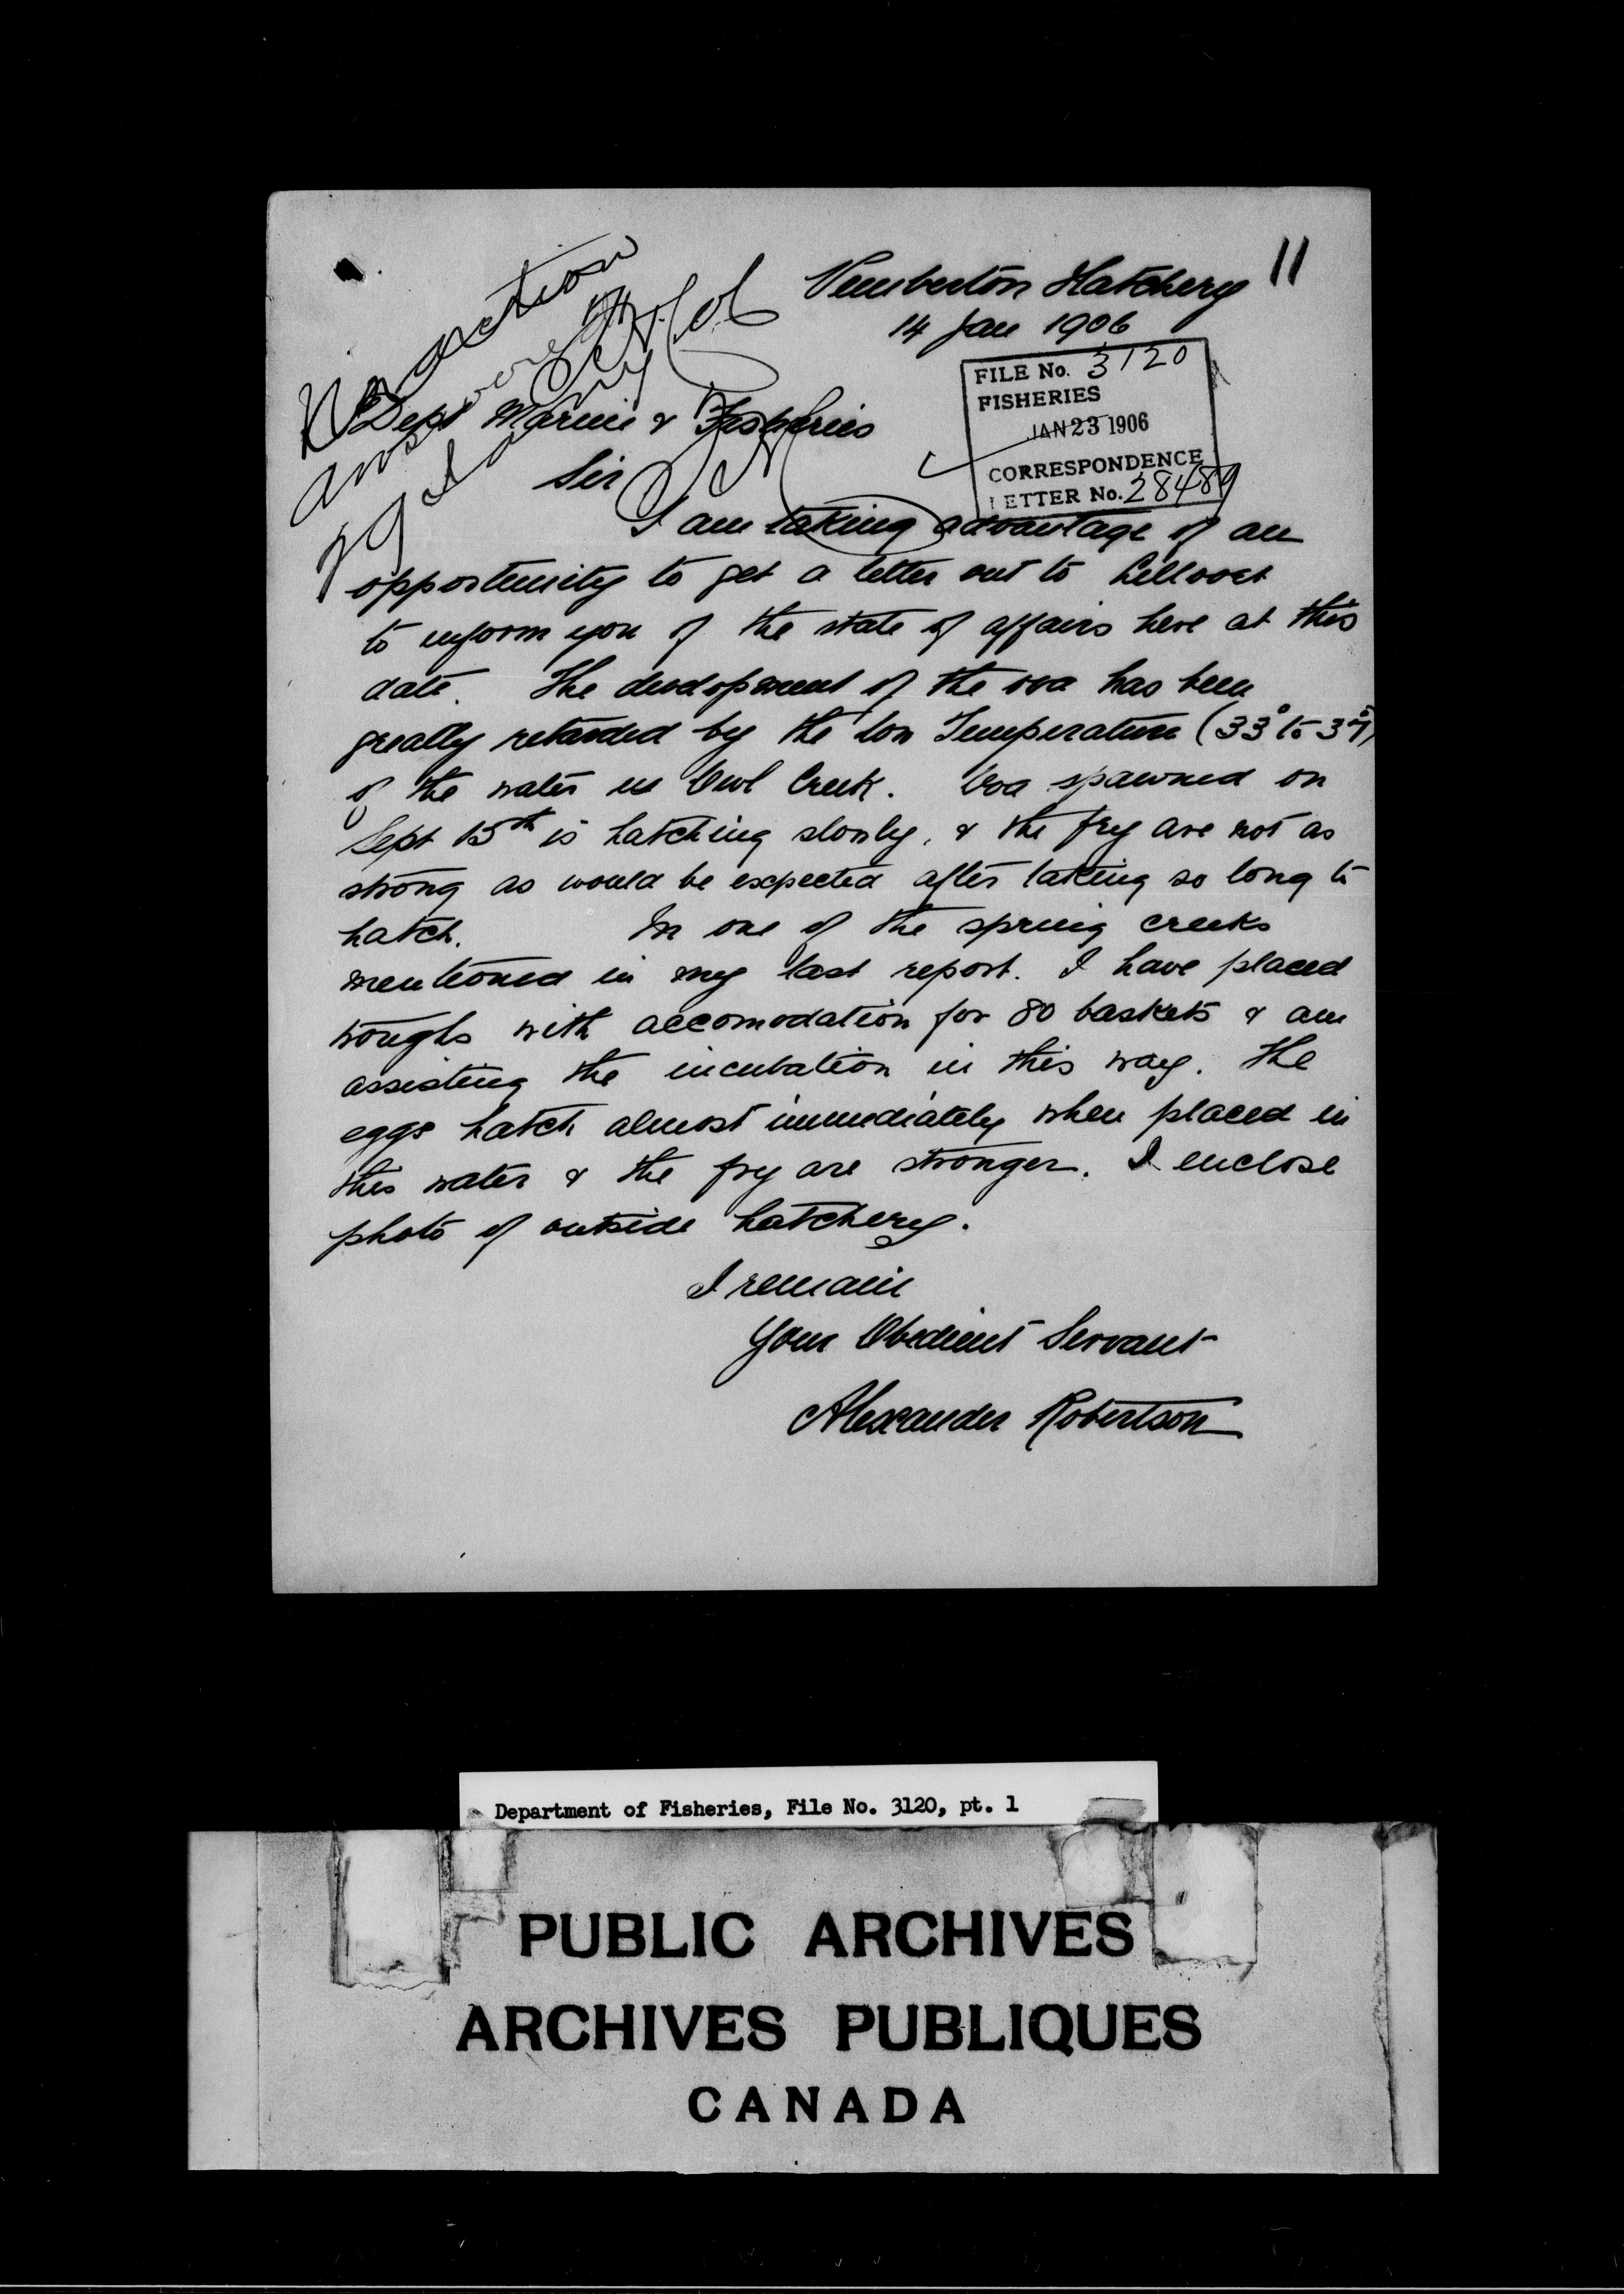 11
Pemberton Hatchery
14 Jan 1906
No action
FILE No. 3120
FISHERIES
JAN 23 1906
CORRESPONDENCE
LETTER No. 28489
Dept Marine & Fisheries
Sir
I am taking advantage of an
opportunity to get a letter out to Lillooet
to inform you of the state of affairs here at this
date. The development of the ova has been
greatly retarded by the low Temperature (33° to 34°)
of the water in Owl Creek. Ova spawned on
Sept 15th is hatching slowly, & the fry are not as
strong as would be expected after taking so long to
hatch. In one of the spring creeks
mentioned in my last report. I have placed
troughs with accomodation for 80 baskets & am
assisting the incubation in this way. The
eggs hatch almost immediately when placed in
this water & the fry are stronger. I enclose
photo of outside hatchery.
I remain
Your Obedient Servant
Alexander Robertson
Department of Fisheries, File No. 3120, pt. 1
PUBLIC ARCHIVES
ARCHIVES PUBLIQUES
CANADA